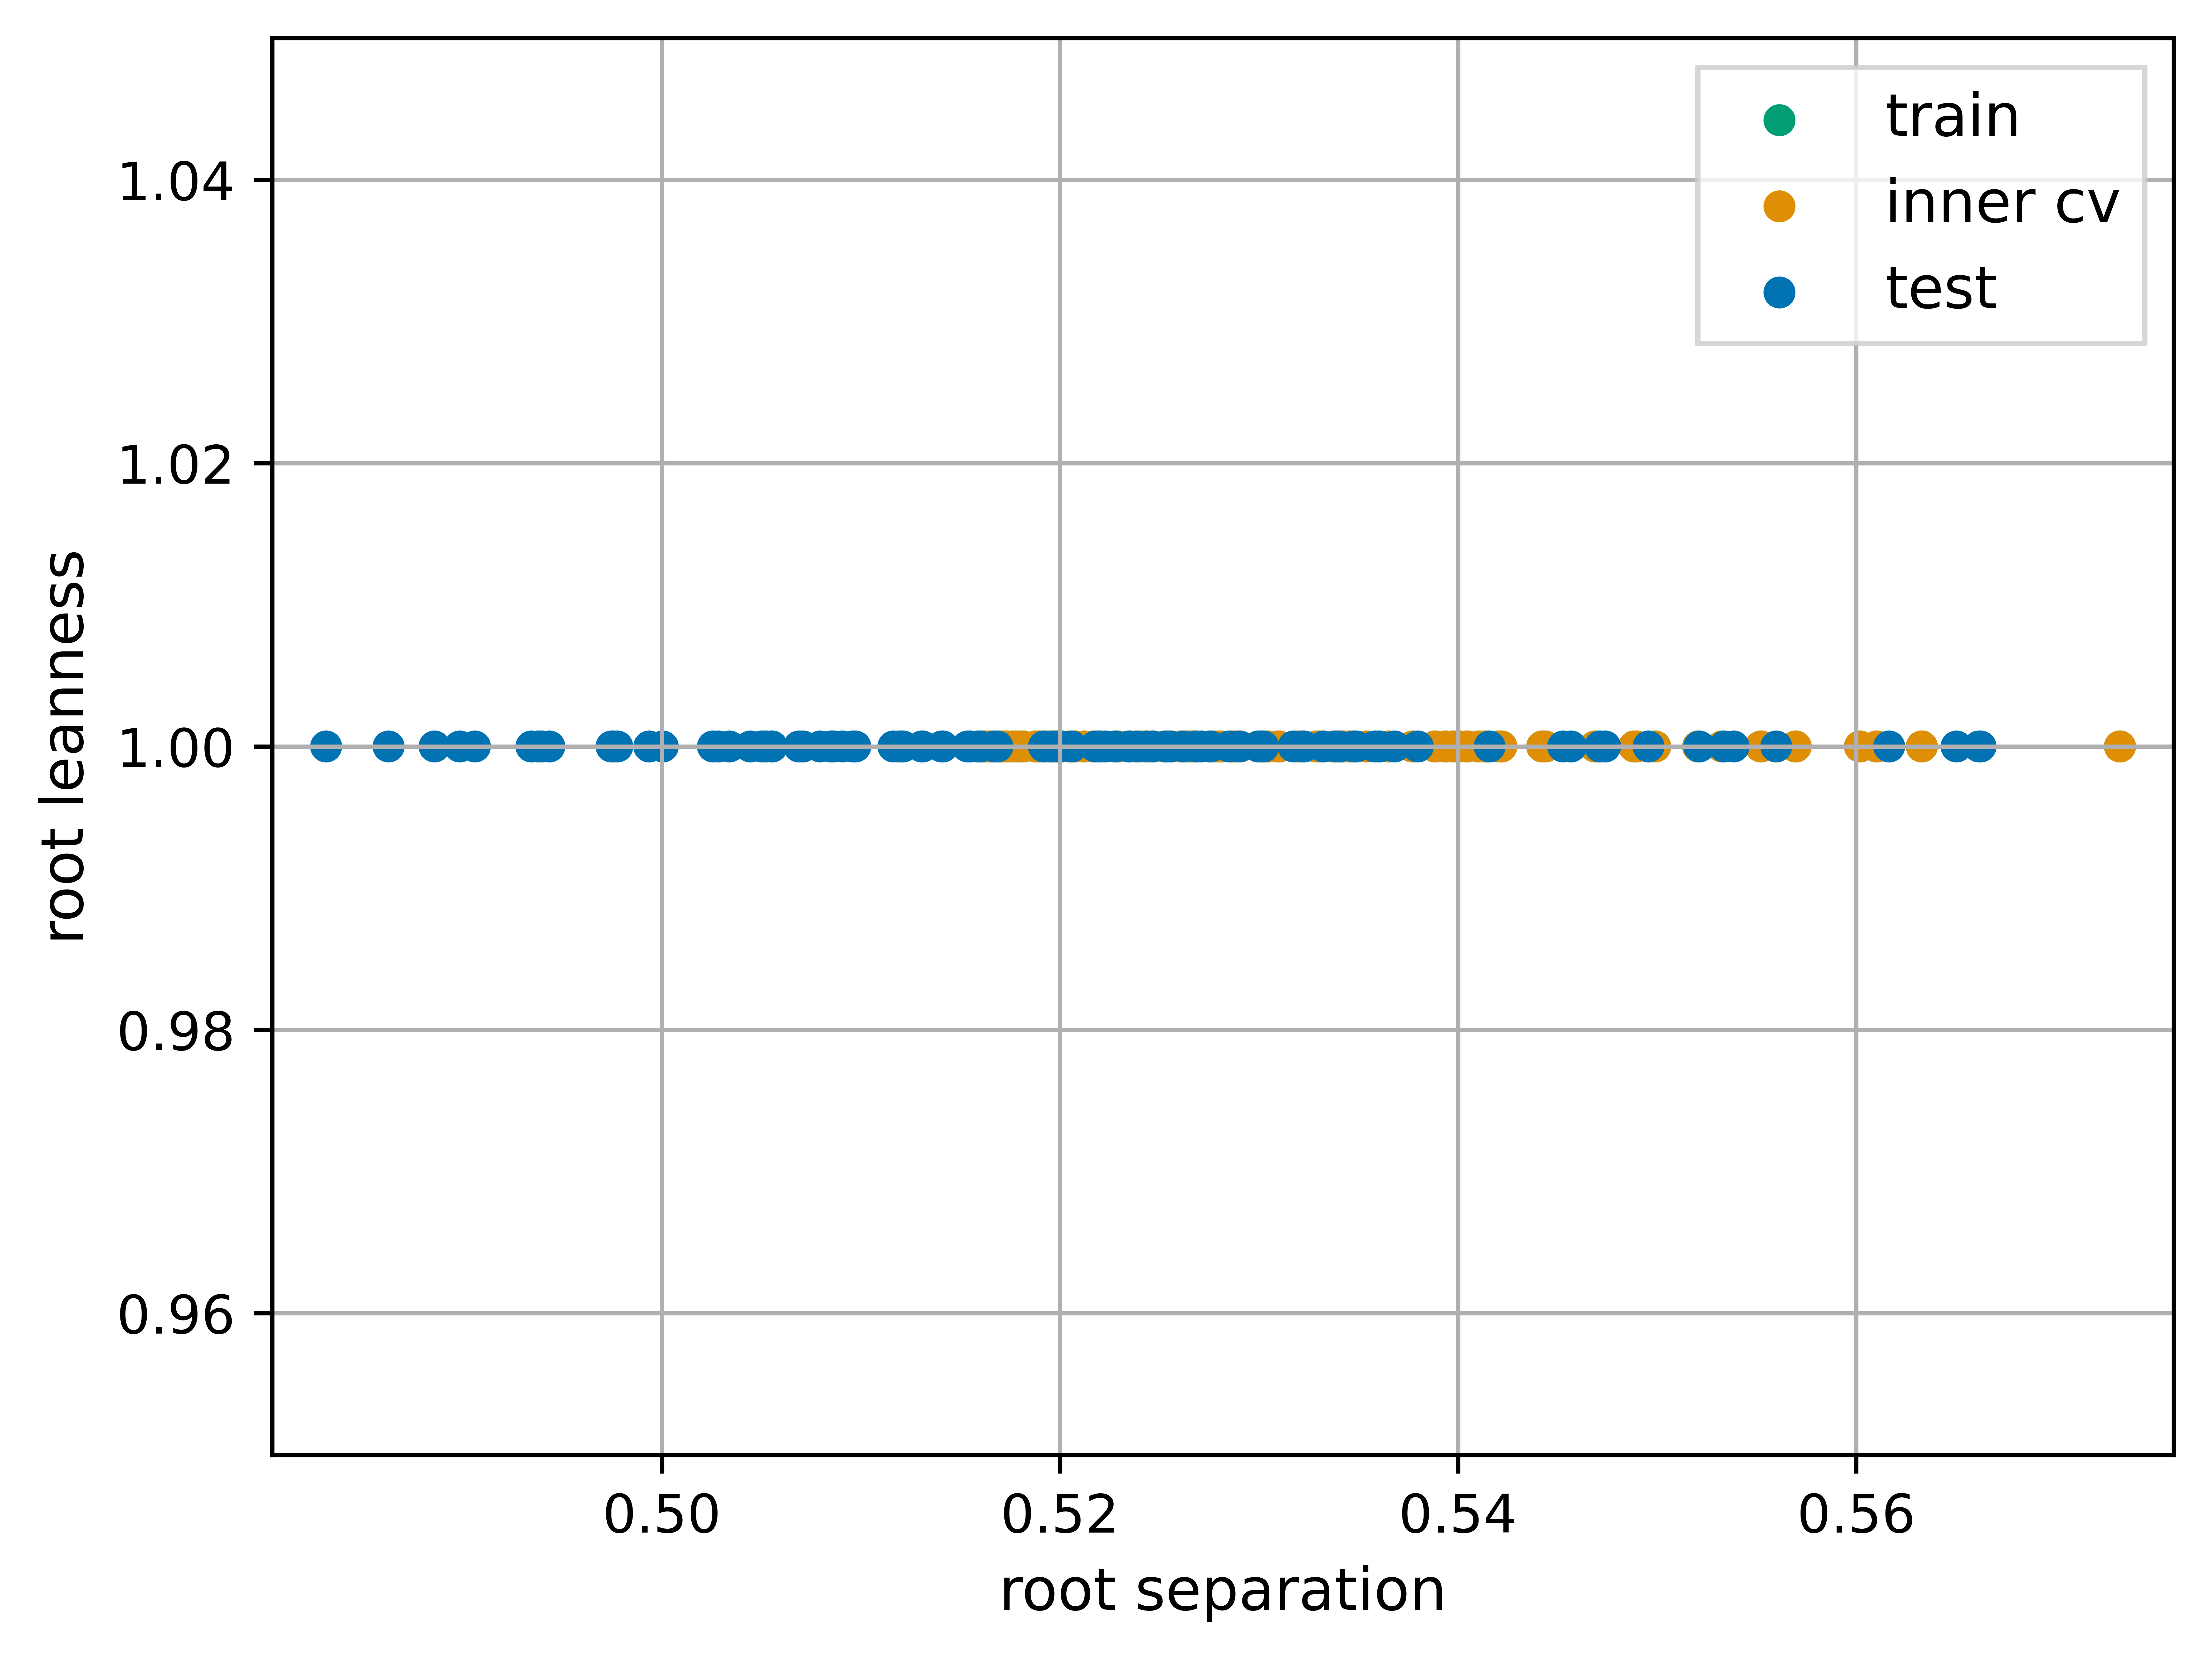 train
inner cv
test
1.04
1.02
1.00
0.98
0.96
root leanness
0.50
0.52
0.54
0.56
root separation